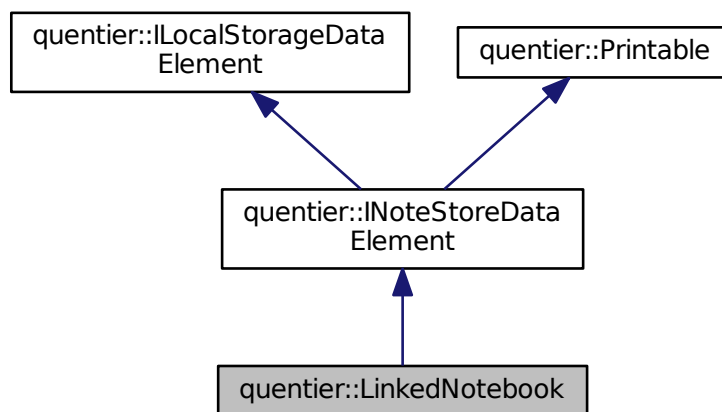 quentier::ILocalStorageData
Element
quentier::Printable
quentier::INoteStoreData
Element
quentier::LinkedNotebook